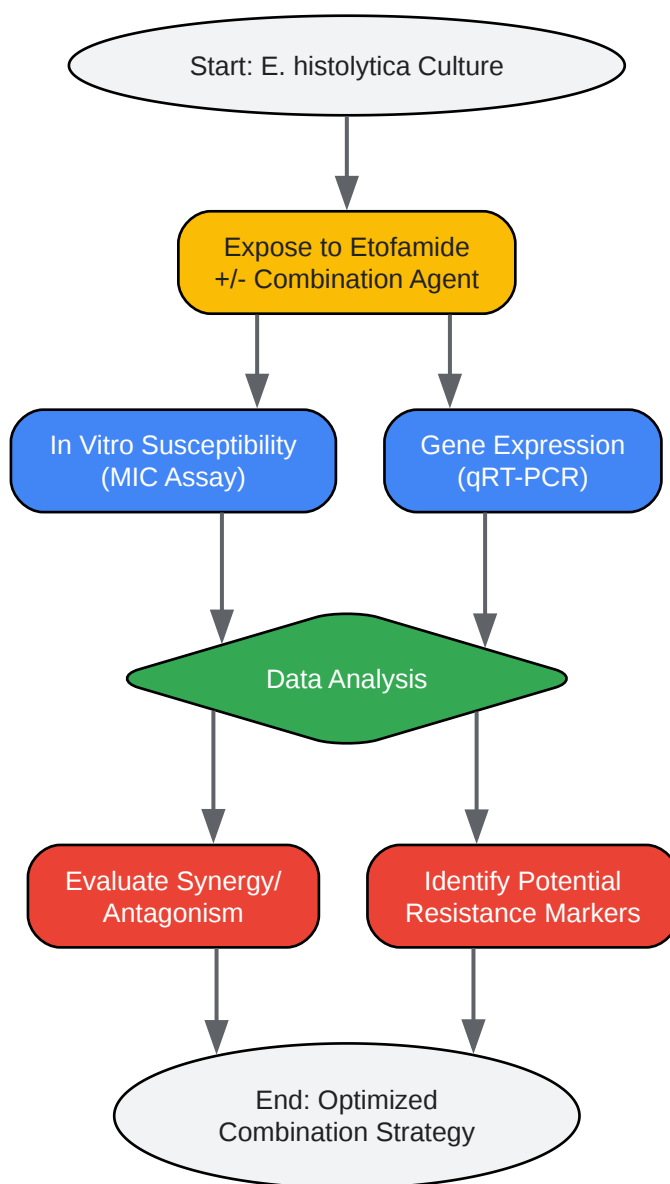 Start: E. histolytica Culture
Expose to Etofamide
+/- Combination Agent
In Vitro Susceptibility
(MIC Assay)
Gene Expression
(qRT-PCR)
Data Analysis
Evaluate Synergy/
Antagonism
Identify Potential
Resistance Markers
End: Optimized
Combination Strategy